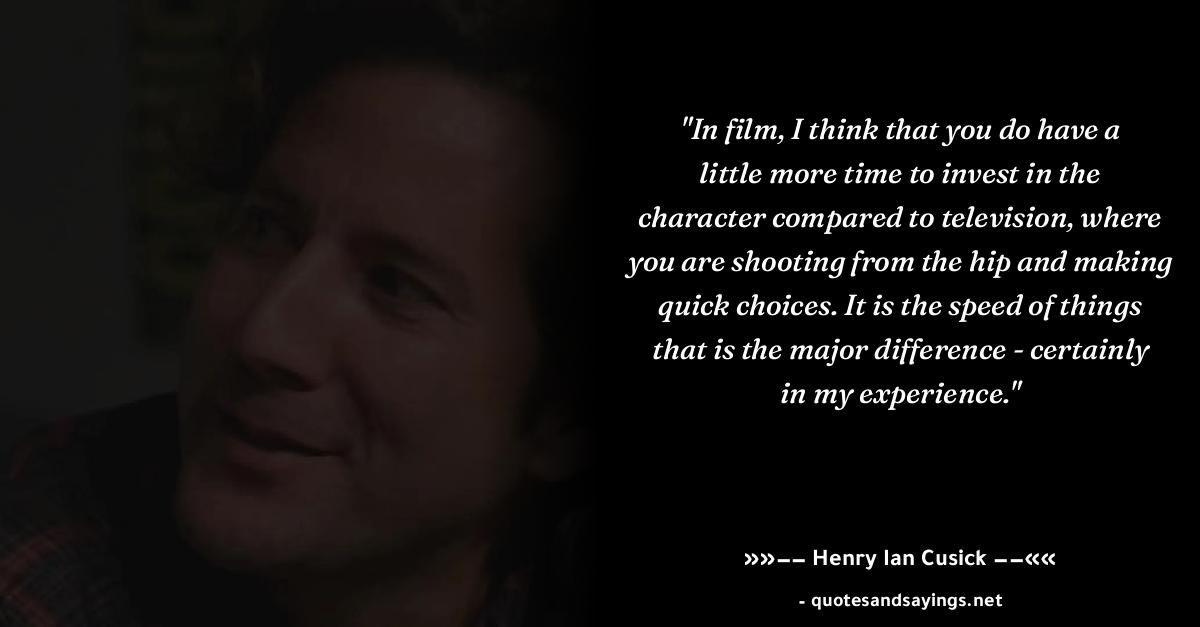 "In film, I think that you do have a
little more time to invest in the
character compared to television, where
you are shooting from the hip and making
quick choices. It is the speed of things
that is the major difference - certainly
in my experience."
»»–– Henry Ian Cusick ––««
- quotesandsayings.net